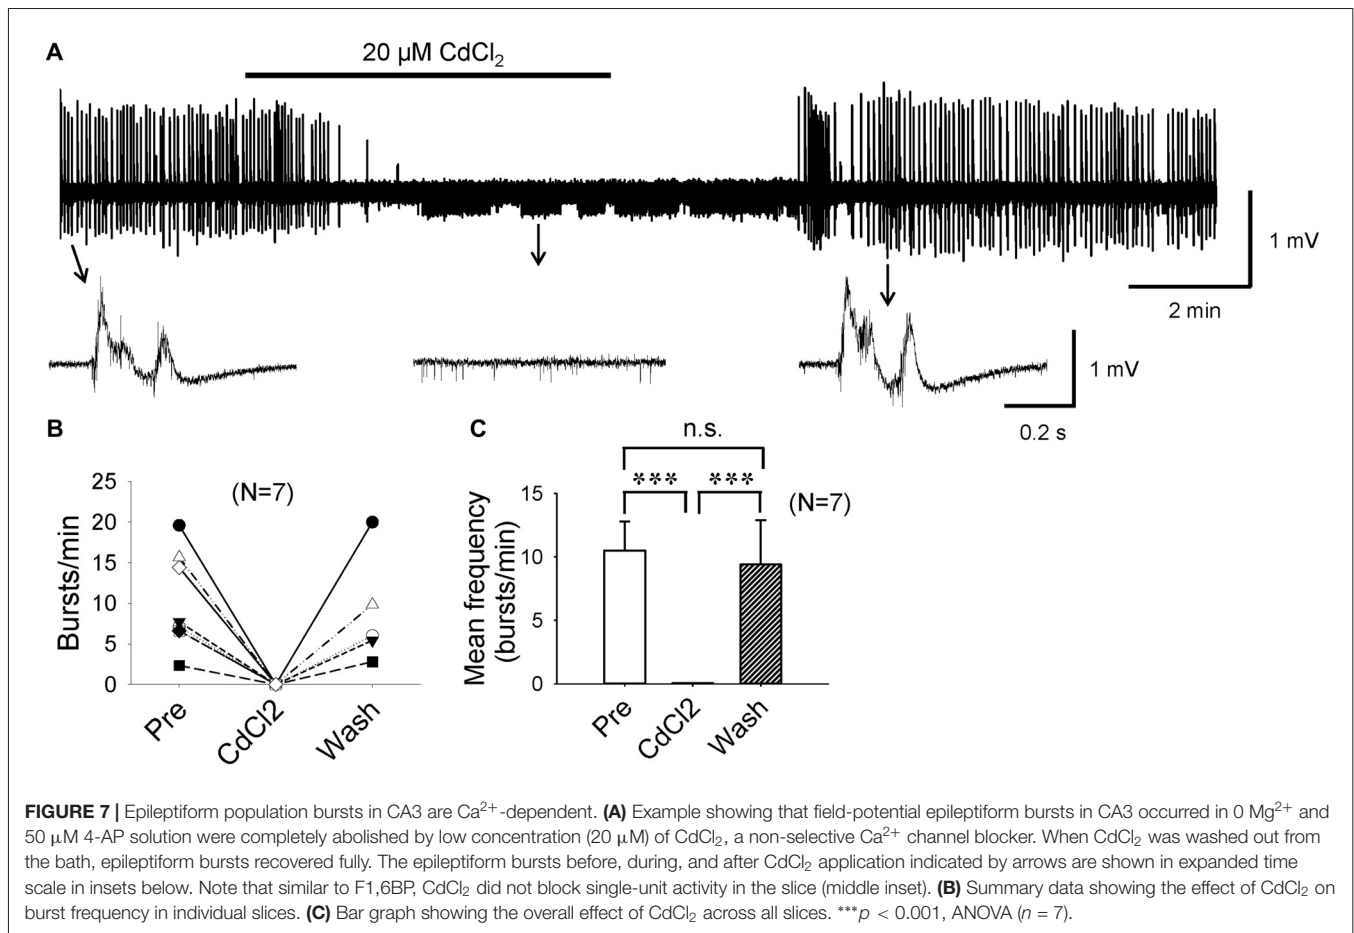 A
20 µM CdCl2
1 mV
2 min
1 mV
0.2 s
B
C
n.s.
*** ***
(N=7)
(N=7)
Bursts/min
25
20
15
10
5
0
Pre
CdCl2
Wash
Mean frequency
(bursts/min)
15
10
5
0
Pre
CdCl2
Wash
FIGURE 7 | Epileptiform population bursts in CA3 are Ca2+-dependent. (A) Example showing that field-potential epileptiform bursts in CA3 occurred in 0 Mg2+ and
50 µM 4-AP solution were completely abolished by low concentration (20 µM) of CdCl2, a non-selective Ca2+ channel blocker. When CdCl2 was washed out from
the bath, epileptiform bursts recovered fully. The epileptiform bursts before, during, and after CdCl2 application indicated by arrows are shown in expanded time
scale in insets below. Note that similar to F1,6BP, CdCl2 did not block single-unit activity in the slice (middle inset). (B) Summary data showing the effect of CdCl2 on
burst frequency in individual slices. (C) Bar graph showing the overall effect of CdCl2 across all slices. ***p < 0.001, ANOVA (n = 7).